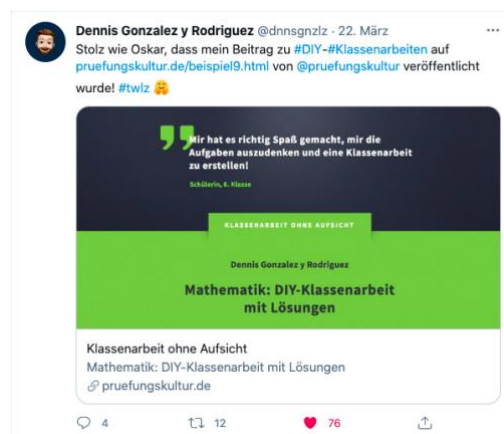 Dennis Gonzalez y Rodriguez @dnnsgnzlz · 22. März
Stolz wie Oskar, dass mein Beitrag zu #DIY-#Klassenarbeiten auf
pruefungskultur.de/beispiel9.html von @pruefungskultur veröffentlicht
wurde! #twlz 🤗
"Mir hat es richtig Spaß gemacht, mir die
Aufgaben auszudenken und eine Klassenarbeit
zu erstellen!
Schülerin, 6. Klasse
KLASSENARBEIT OHNE AUFSICHT
Dennis Gonzalez y Rodriguez
Mathematik: DIY-Klassenarbeit
mit Lösungen
Klassenarbeit ohne Aufsicht
Mathematik: DIY-Klassenarbeit mit Lösungen
pruefungskultur.de
4 12 76